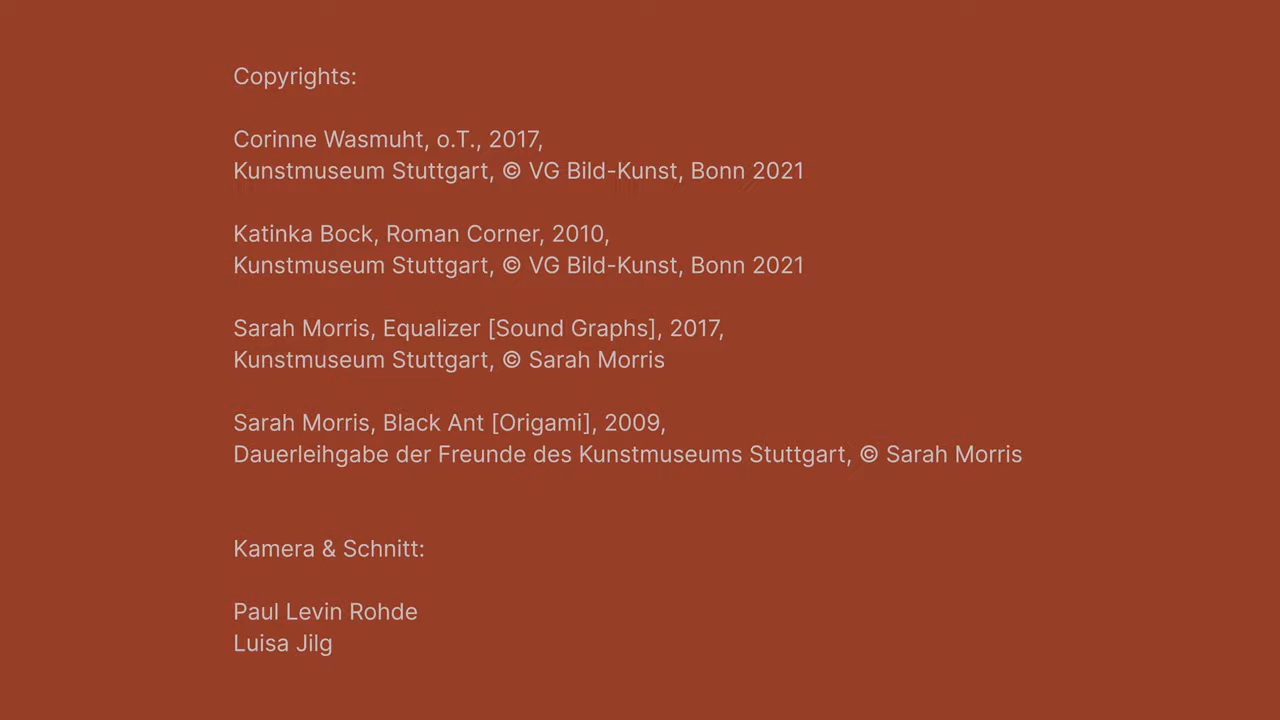 Copyrights:
Corinne Wasmuht, o.T., 2017,
Kunstmuseum Stuttgart, © VG Bild-Kunst, Bonn 2021
Katinka Bock, Roman Corner, 2010,
Kunstmuseum Stuttgart, © VG Bild-Kunst, Bonn 2021
Sarah Morris, Equalizer [Sound Graphs], 2017,
Kunstmuseum Stuttgart, © Sarah Morris
Sarah Morris, Black Ant [Origami], 2009,
Dauerleihgabe der Freunde des Kunstmuseums Stuttgart, © Sarah Morris
Kamera & Schnitt:
Paul Levin Rohde
Luisa Jilg